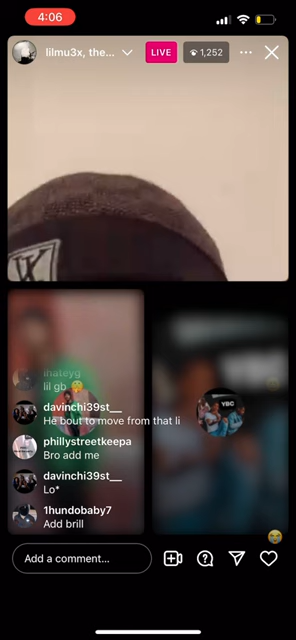 4:06
lilmu3x, the...
LIVE
1,252
YBC
inateyg
lil gb
davinchi39st__
He bout to move from that li
phillystreetkeepa
Bro add me
davinchi39st__
Lo*
1hundobaby7
Add brill
Add a comment...